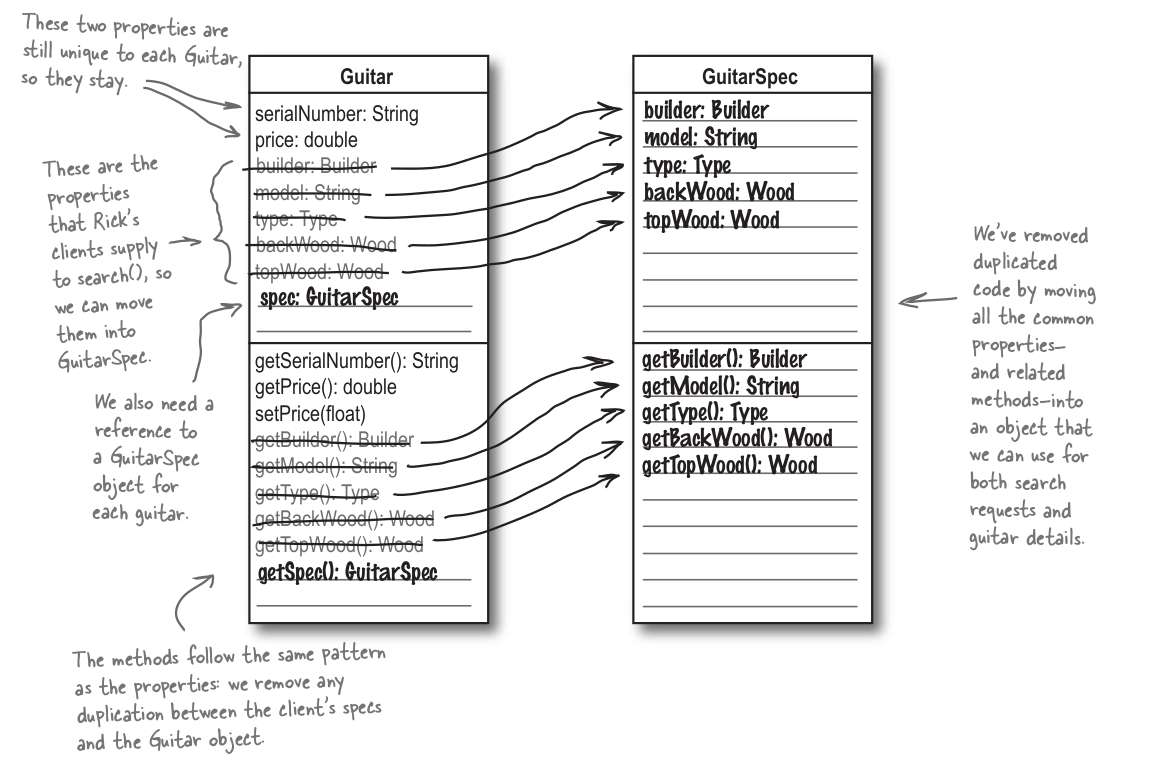 These two properties are
still unique to each Guitar,
so they stay.
These are the
properties
that Rick's
clients supply
to search(), so
we can move
them into
GuitarSpec.
We also need a
reference to
a GuitarSpec
object for
each guitar.
Guitar
serialNumber: String
price: double
builder: Builder
model: String
type: Type
backWood: Wood
topWood: Wood
spec: GuitarSpec
getSerialNumber(): String
getPrice(): double
setPrice(float)
getBuilder(): Builder
getModel(): String
getType(): Type
getBackWood(): Wood
getTopWood(): Wood
getSpec(): GuitarSpec
GuitarSpec
builder: Builder
model: String
type: Type
backWood: Wood
topWood: Wood
getBuilder(): Builder
getModel(): String
getType(): Type
getBackWood(): Wood
getTopWood(): Wood
We've removed
duplicated
code by moving
all the common
properties—
and related
methods—into
an object that
we can use for
both search
requests and
guitar details.
The methods follow the same pattern
as the properties: we remove any
duplication between the client's specs
and the Guitar object.